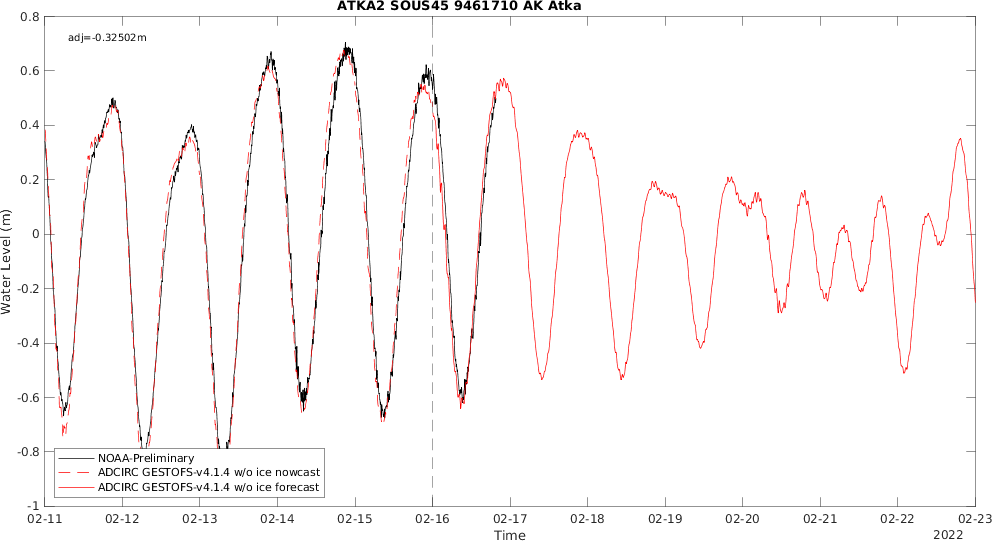 ATKA2 SOUS45 9461710 AK Atka
adj=-0.32502m
0.8
0.6
0.4
0.2
0
-0.2
-0.4
-0.6
-0.8
-1
Water Level (m)
NOAA-Preliminary
ADCIRC GESTOFS-v4.1.4 w/o ice nowcast
ADCIRC GESTOFS-v4.1.4 w/o ice forecast
02-11 02-12 02-13 02-14 02-15 02-16 02-17 02-18 02-19 02-20 02-21 02-22 02-23
Time
2022